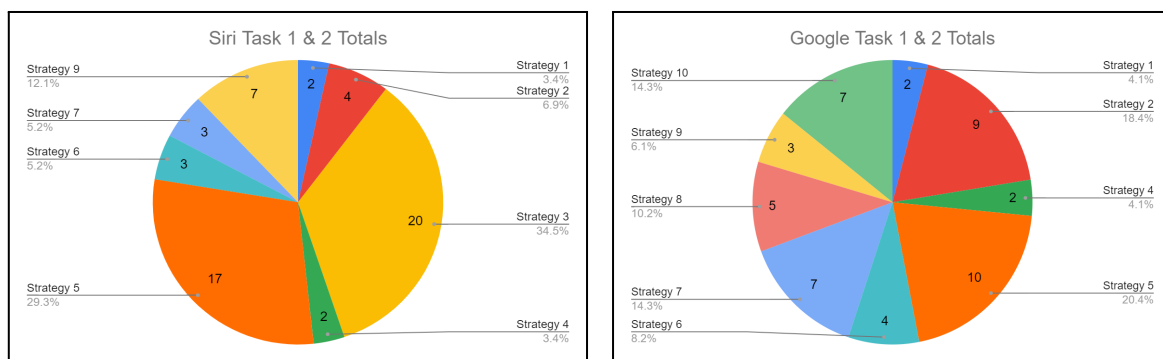 Siri Task 1 & 2 Totals
Strategy 9
12.1%
Strategy 7
5.2%
Strategy 6
5.2%
Strategy 5
29.3%
7
2
4
3
3
20
17
2
Strategy 1
3.4%
Strategy 2
6.9%
Strategy 3
34.5%
Strategy 4
3.4%
Google Task 1 & 2 Totals
Strategy 10
14.3%
Strategy 9
6.1%
Strategy 8
10.2%
Strategy 7
14.3%
Strategy 6
8.2%
7
2
9
3
2
5
10
7
4
Strategy 1
4.1%
Strategy 2
18.4%
Strategy 4
4.1%
Strategy 5
20.4%